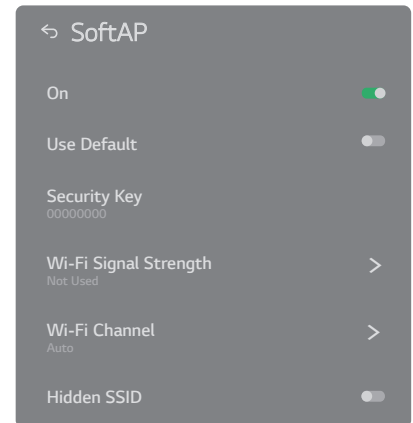 SoftAP
On
Use Default
Security Key
00000000
Wi-Fi Signal Strength
Not Used
Wi-Fi Channel
Auto
Hidden SSID